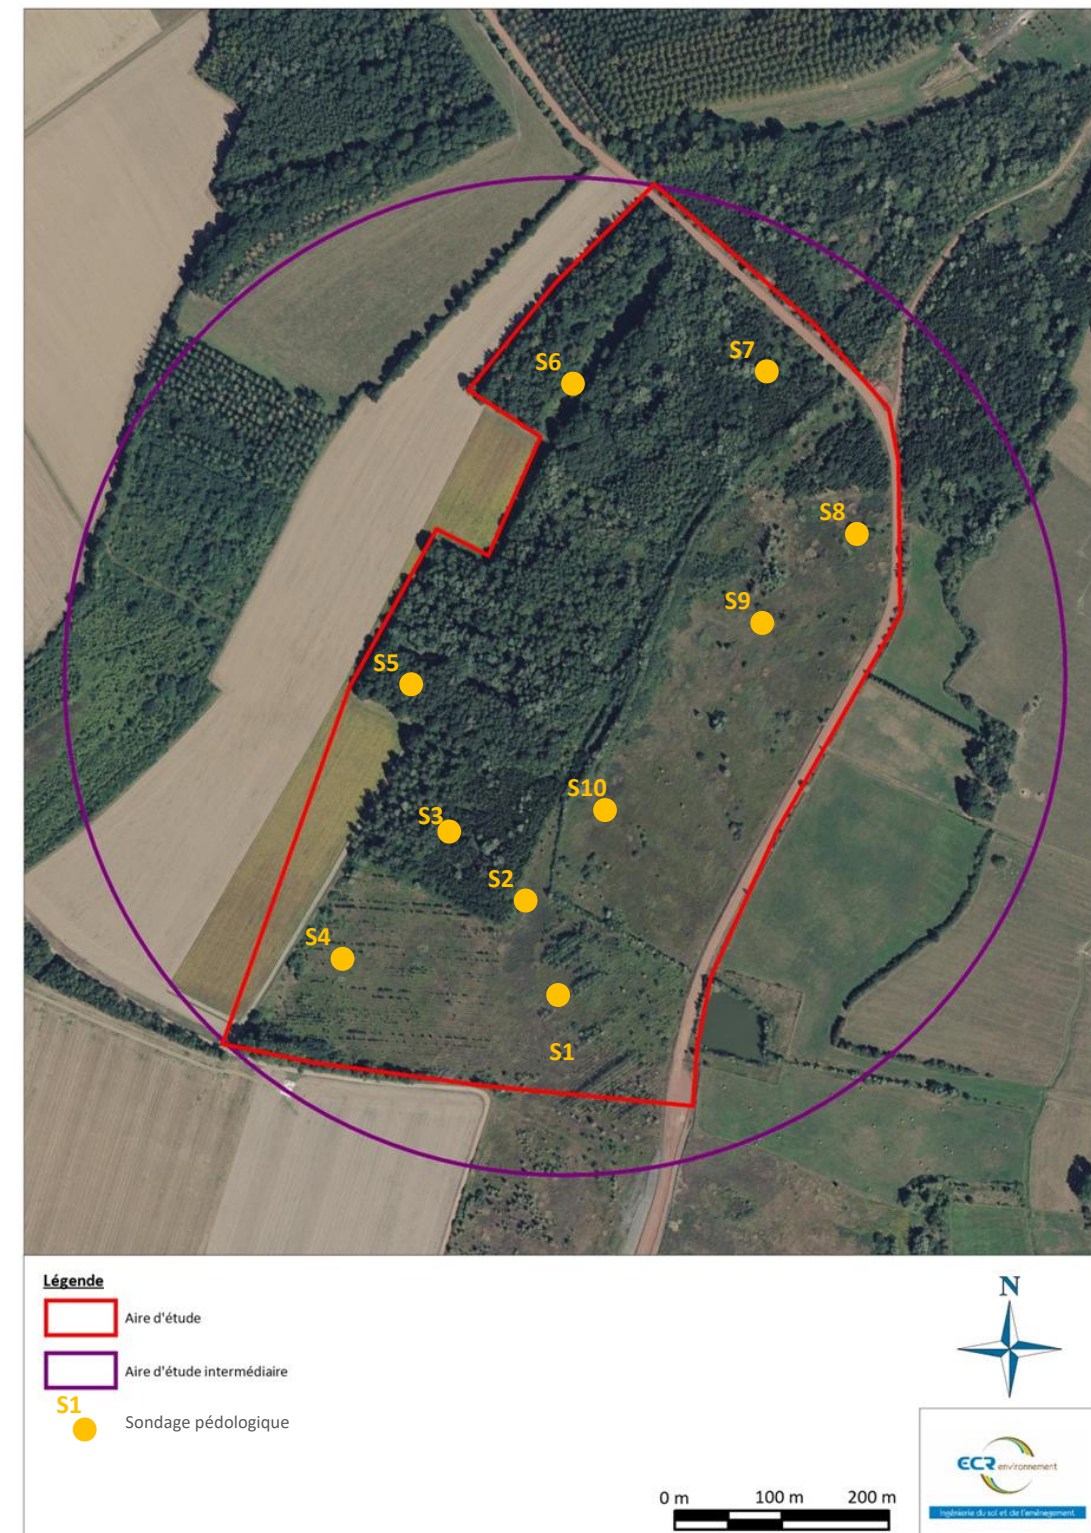 S7
S6
S8
S9
S5
S10
S3
S2
S4
S1
Légende
N
Aire d'étude
Aire d'étude intermédiaire
S1
Sondage pédologique
ECR environnement
Ingénierie du sol et de l'aménagement
0 m 100 m 200 m